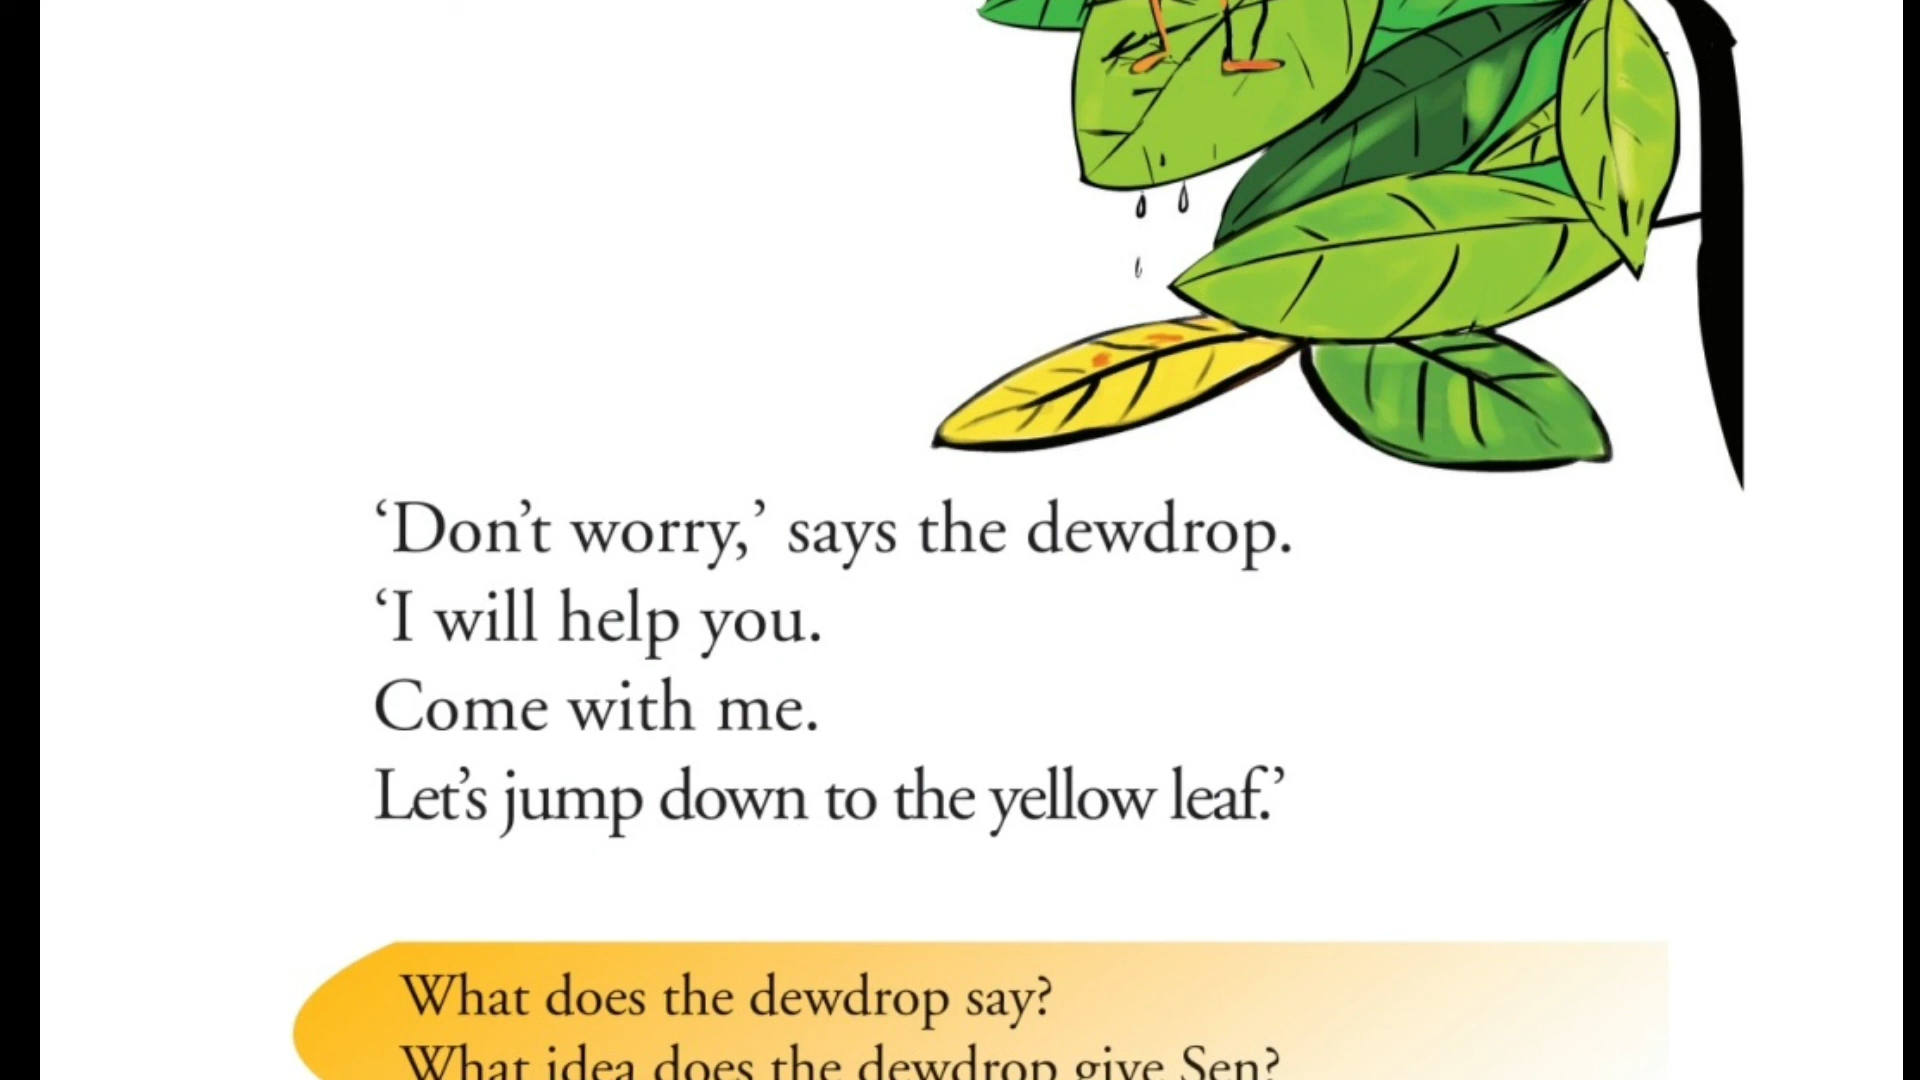 ‘Don’t worry,’ says the dewdrop.
‘I will help you.
Come with me.
Let’s jump down to the yellow leaf.’
What does the dewdrop say?
What idea does the dewdrop give Sen?